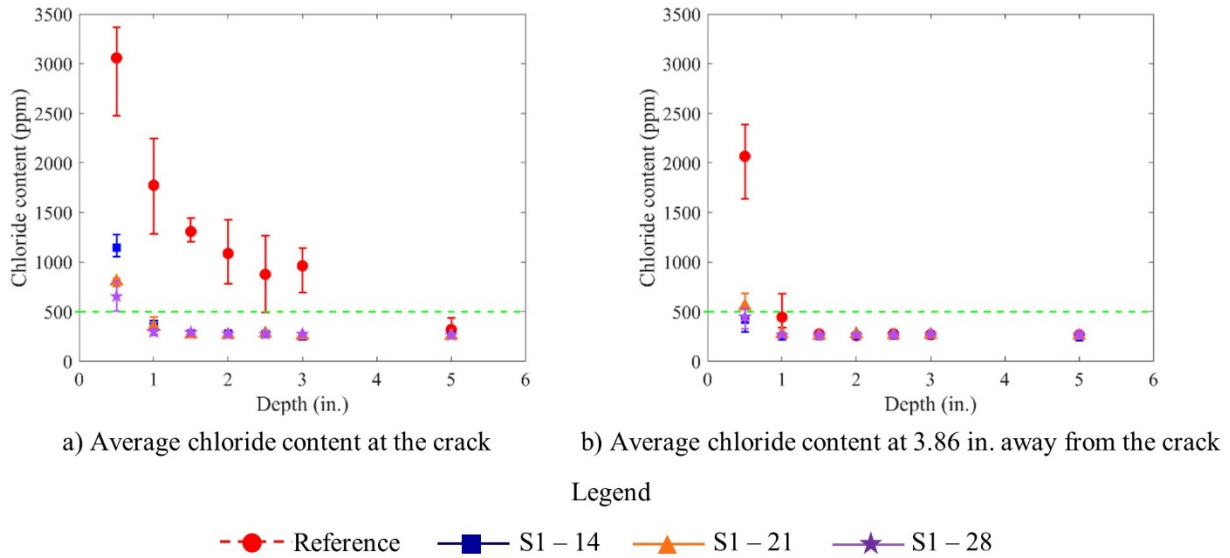 3500
3000
2500
2000
1500
1000
500
0
Chloride content (ppm)
0 1 2 3 4 5 6
Depth (in.)
a) Average chloride content at the crack
3500
3000
2500
2000
1500
1000
500
0
Chloride content (ppm)
0 1 2 3 4 5 6
Depth (in.)
b) Average chloride content at 3.86 in. away from the crack
Legend
Reference S1 – 14 S1 – 21 S1 – 28